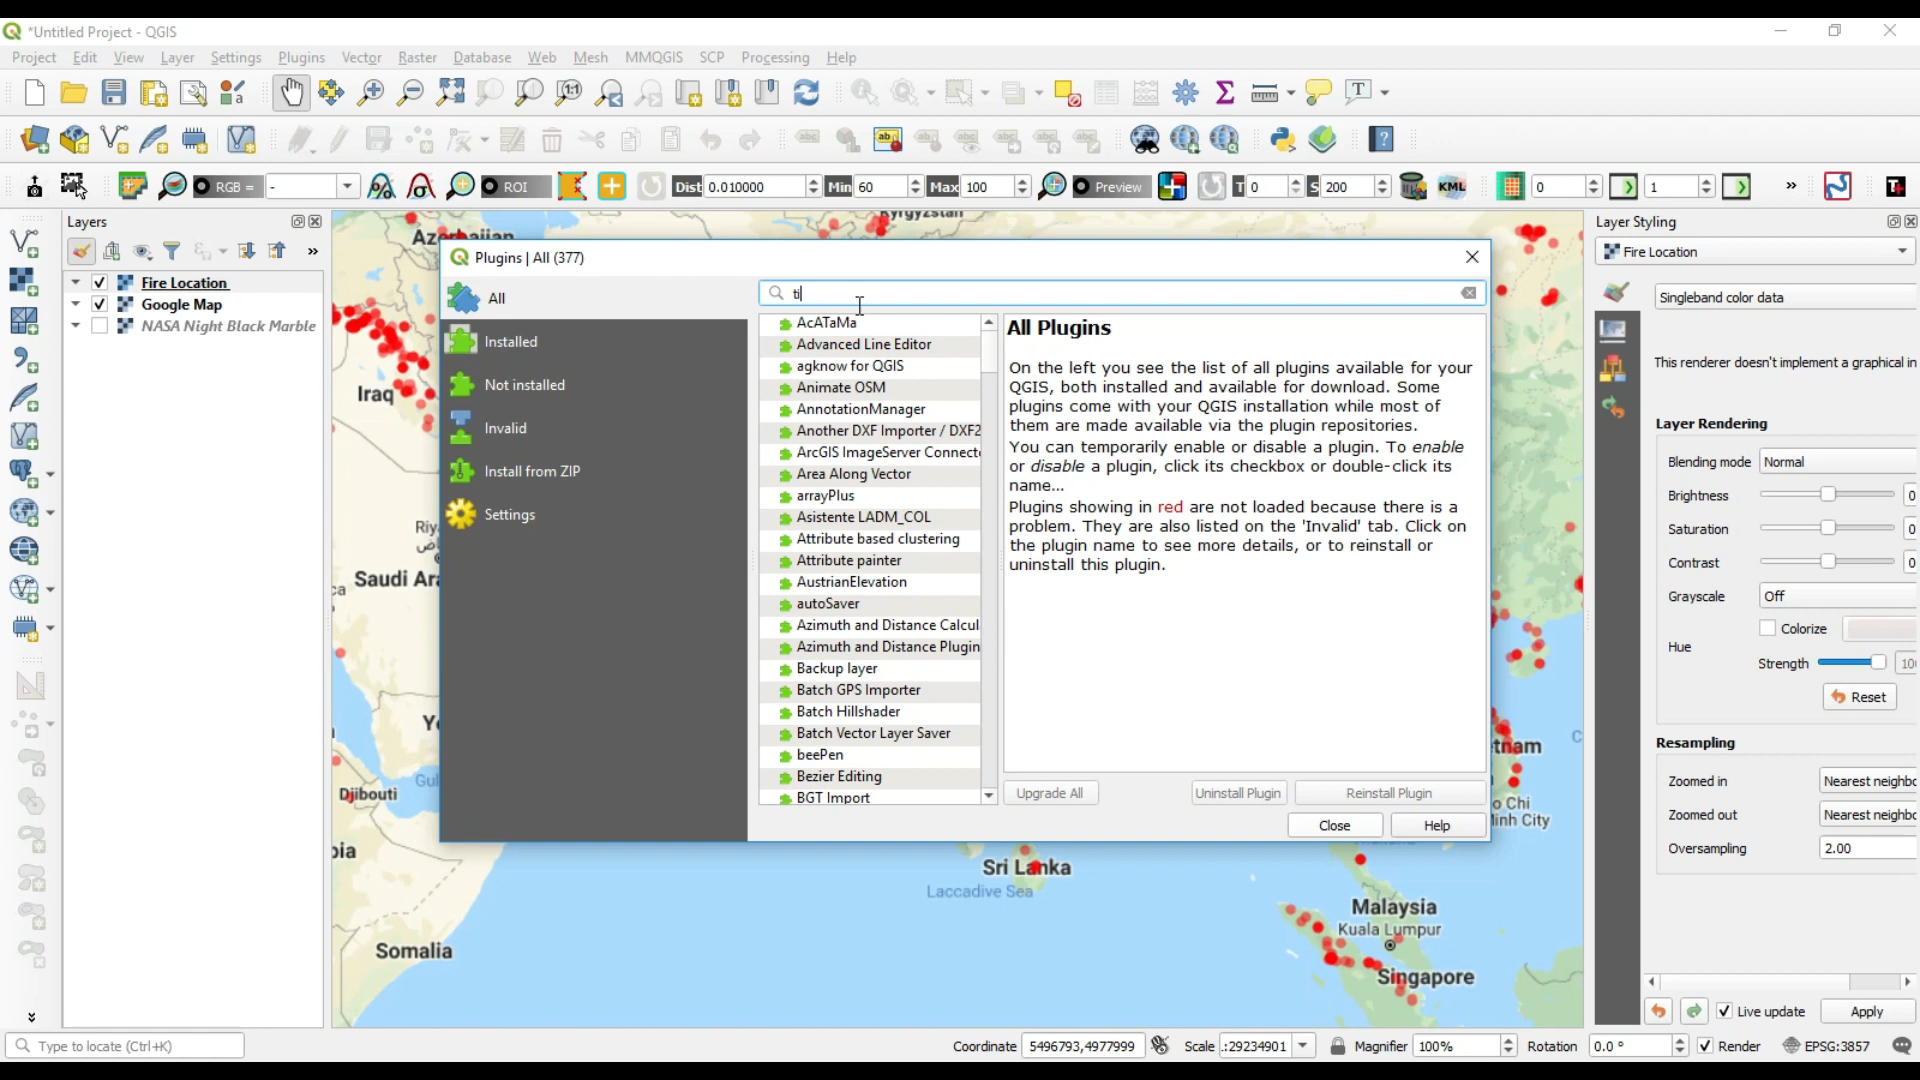 *Untitled Project - QGIS
Project Edit View Layer Settings Plugins Vector Raster Database Web Mesh MMQGIS SCP Processing Help
RGB = - ROI Dist 0.010000 Min 60 Max 100 Preview T 0 S 200 KML 0 1 »
Layers
Fire Location
Google Map
NASA Night Black Marble
Azerbaijan
Kyrgyzstan
Iraq
Saudi Ara
Djibouti
Somalia
Sri Lanka
Laccadive Sea
Malaysia
Kuala Lumpur
Singapore
etnam
o Chi
Minh City
Plugins | All (377)
All
Installed
Not installed
Invalid
Install from ZIP
Settings
ti
AcATaMa
Advanced Line Editor
agknow for QGIS
Animate OSM
AnnotationManager
Another DXF Importer / DXF2
ArcGIS ImageServer Connect
Area Along Vector
arrayPlus
Asistente LADM_COL
Attribute based clustering
Attribute painter
AustrianElevation
autoSaver
Azimuth and Distance Calcul
Azimuth and Distance Plugin
Backup layer
Batch GPS Importer
Batch Hillshader
Batch Vector Layer Saver
beePen
Bezier Editing
BGT Import
All Plugins
On the left you see the list of all plugins available for your
QGIS, both installed and available for download. Some
plugins come with your QGIS installation while most of
them are made available via the plugin repositories.
You can temporarily enable or disable a plugin. To enable
or disable a plugin, click its checkbox or double-click its
name...
Plugins showing in red are not loaded because there is a
problem. They are also listed on the 'Invalid' tab. Click on
the plugin name to see more details, or to reinstall or
uninstall this plugin.
Upgrade All Uninstall Plugin Reinstall Plugin
Close Help
Layer Styling
Fire Location
Singleband color data
This renderer doesn't implement a graphical in
Layer Rendering
Blending mode Normal
Brightness 0
Saturation 0
Contrast 0
Grayscale Off
Hue
Colorize
Strength 10
Reset
Resampling
Zoomed in Nearest neighbo
Zoomed out Nearest neighbo
Oversampling 2.00
Live update Apply
Type to locate (Ctrl+K) Coordinate 5496793,4977999 Scale .:29234901 Magnifier 100% Rotation 0.0 ° Render EPSG:3857